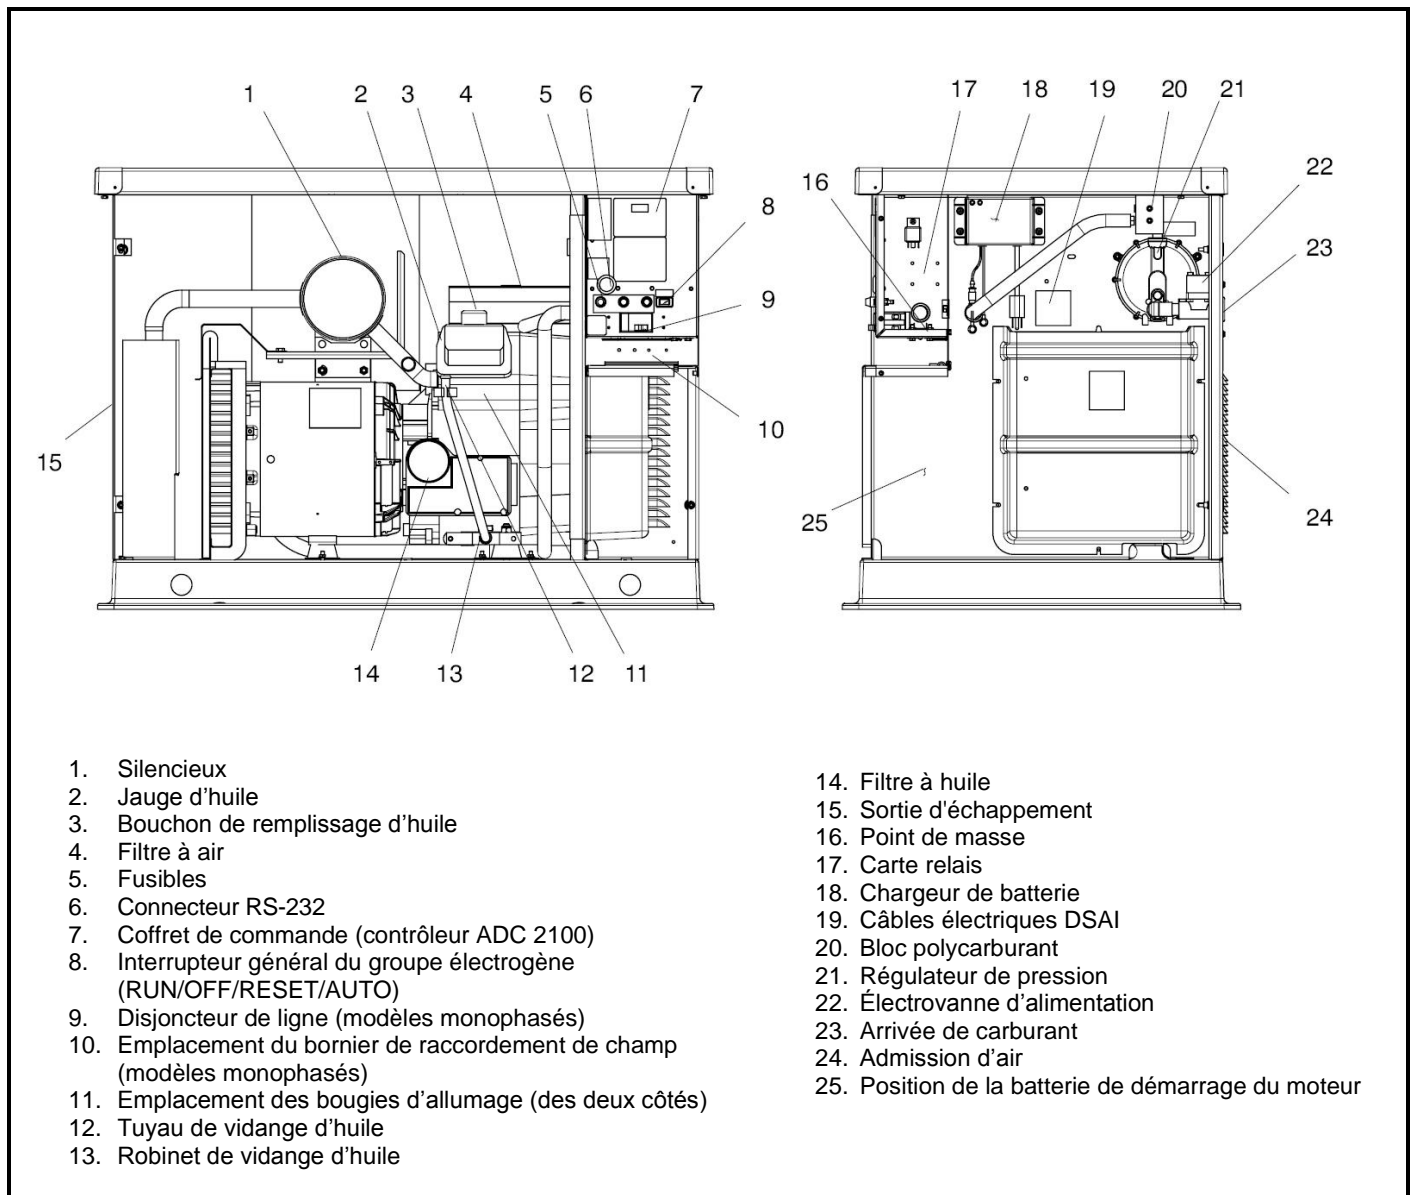 1 2 3 4 5 6 7
17 18 19 20 21
16
22
8
23
9
10
15
25
24
14 13 12 11
1. Silencieux
2. Jauge d’huile
3. Bouchon de remplissage d’huile
4. Filtre à air
5. Fusibles
6. Connecteur RS-232
7. Coffret de commande (contrôleur ADC 2100)
8. Interrupteur général du groupe électrogène
(RUN/OFF/RESET/AUTO)
9. Disjoncteur de ligne (modèles monophasés)
10. Emplacement du bornier de raccordement de champ
(modèles monophasés)
11. Emplacement des bougies d’allumage (des deux côtés)
12. Tuyau de vidange d’huile
13. Robinet de vidange d’huile
14. Filtre à huile
15. Sortie d'échappement
16. Point de masse
17. Carte relais
18. Chargeur de batterie
19. Câbles électriques DSAI
20. Bloc polycarburant
21. Régulateur de pression
22. Électrovanne d’alimentation
23. Arrivée de carburant
24. Admission d’air
25. Position de la batterie de démarrage du moteur